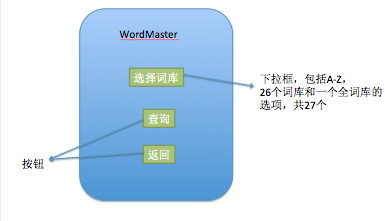 WordMaster
选择词库
下拉框，包括A-Z，
26个词库和一个全词库的
选项，共27个
查询
按钮
返回